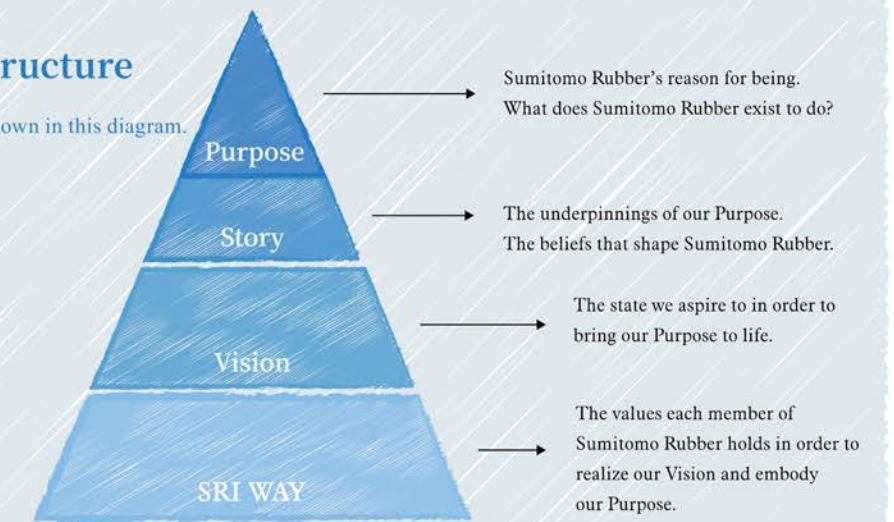 ructure
own in this diagram.
Purpose
Sumitomo Rubber’s reason for being.
What does Sumitomo Rubber exist to do?
Story
The underpinnings of our Purpose.
The beliefs that shape Sumitomo Rubber.
Vision
The state we aspire to in order to
bring our Purpose to life.
SRI WAY
The values each member of
Sumitomo Rubber holds in order to
realize our Vision and embody
our Purpose.